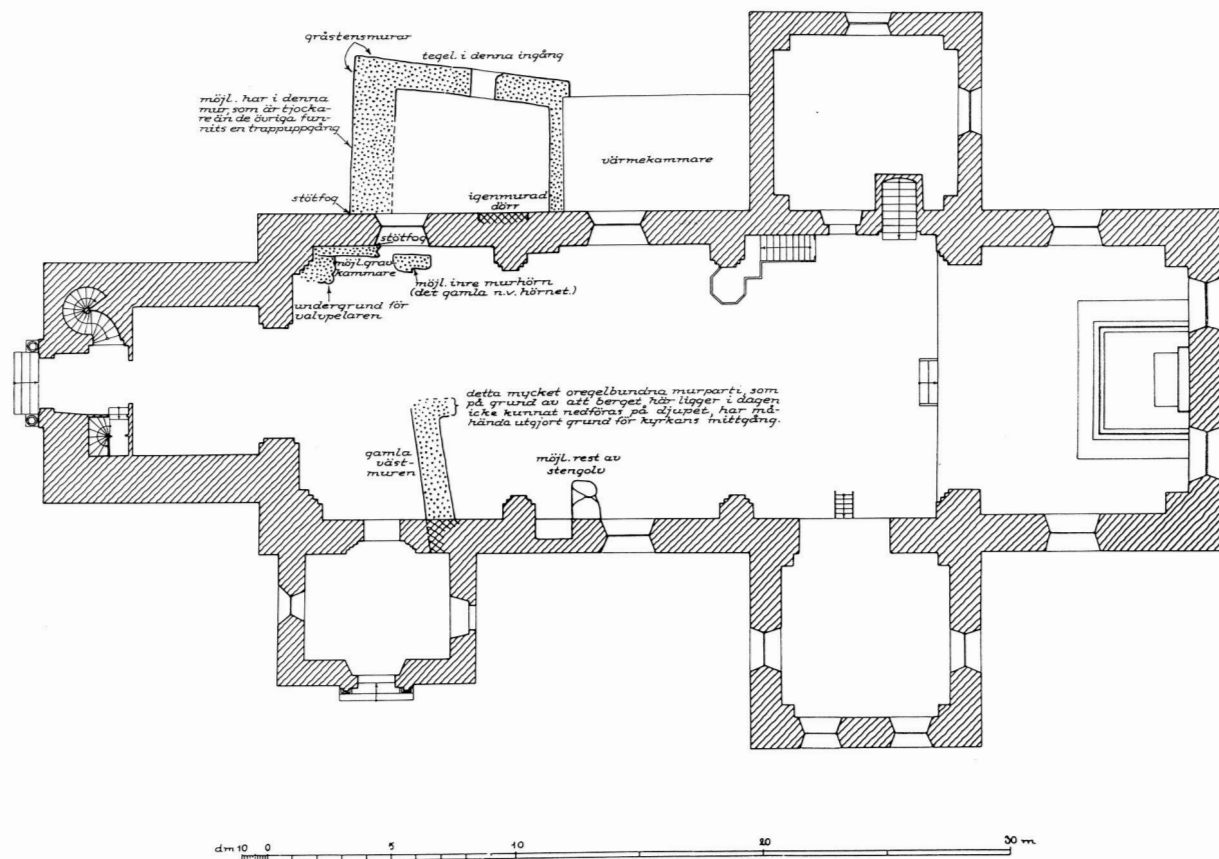 gråstensmurar
tegel i denna ingång
möjl. har i denna
mur, som är tjocka-
re än de övriga fun-
nits en trappuppgång
värmekammare
stötfog
igenmurad
dörr
stötfog
möjl. grav
kammare
möjl. inre murhörn
(det gamla n.v. hörnet.)
undergrund för
valvpelaren
detta mycket oregelbundna murparti, som
på grund av att berget här ligger i dagen
icke kunnat nedföras på djupet, har må-
hända utgjort grund för kyrkans mittgång.
gamla
väst-
muren
möjl. rest av
stengolv
dm 10 0 5 10 20 30 m